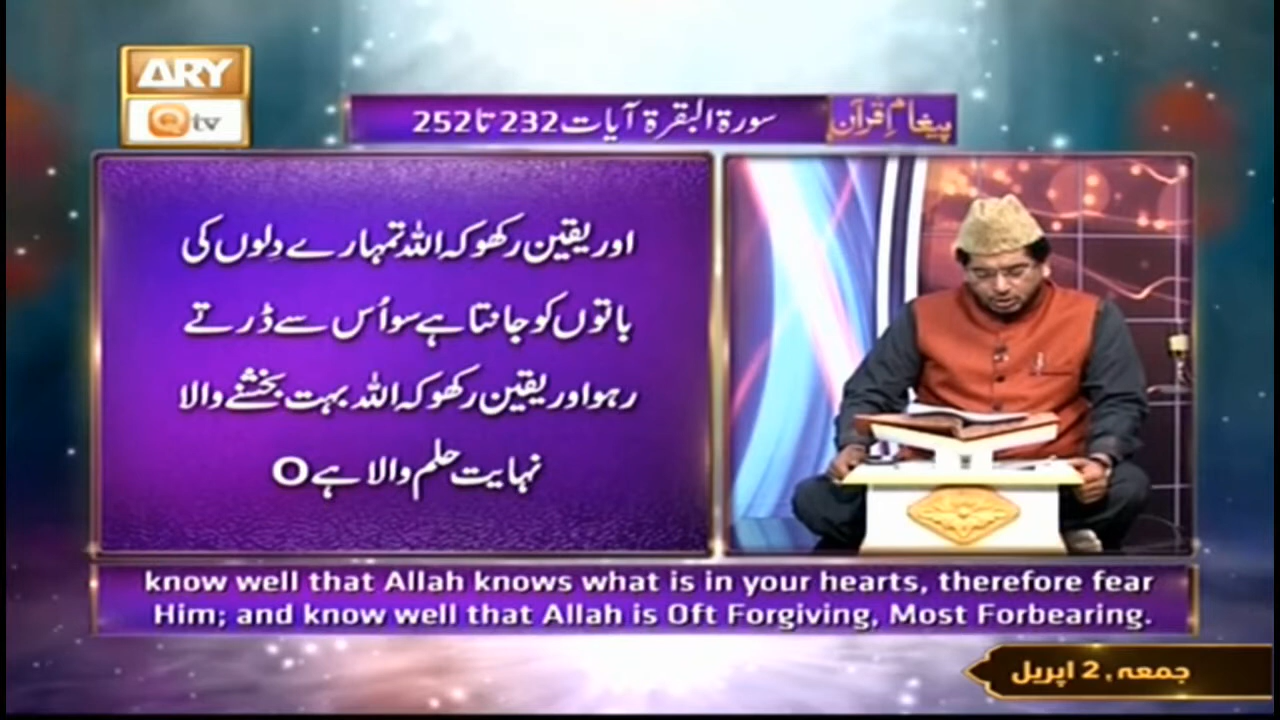 ARY
Qtv
پیغامِ قرآن
سورۃ البقرۃ آیات 232 تا 252
اور یقین رکھو کہ اللہ تمہارے دِلوں کی
باتوں کو جانتا ہے سو اُس سے ڈرتے
رہو اور یقین رکھو کہ اللہ بہت بخشنے والا
نہایت حلم والا ہے O
know well that Allah knows what is in your hearts, therefore fear
Him; and know well that Allah is Oft Forgiving, Most Forbearing.
جمعہ، 2 اپریل